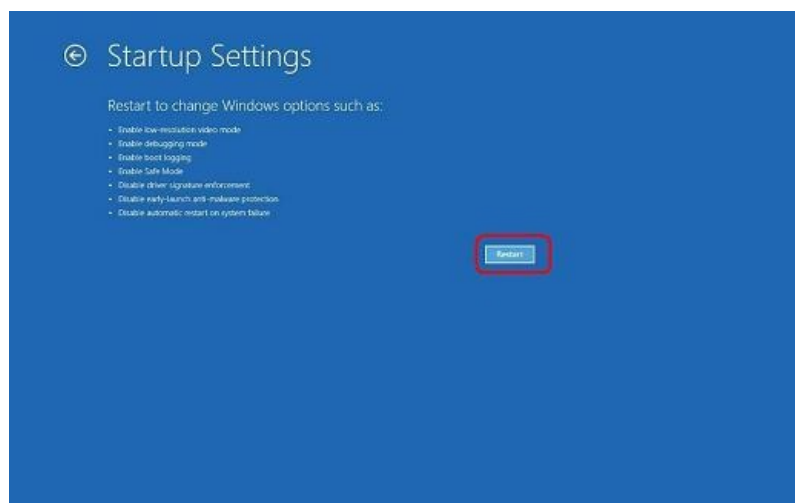 Startup Settings
Restart to change Windows options such as:
• Enable low-resolution video mode
• Enable debugging mode
• Enable boot logging
• Enable Safe Mode
• Disable driver signature enforcement
• Disable early-launch anti-malware protection
• Disable automatic restart on system failure
Restart